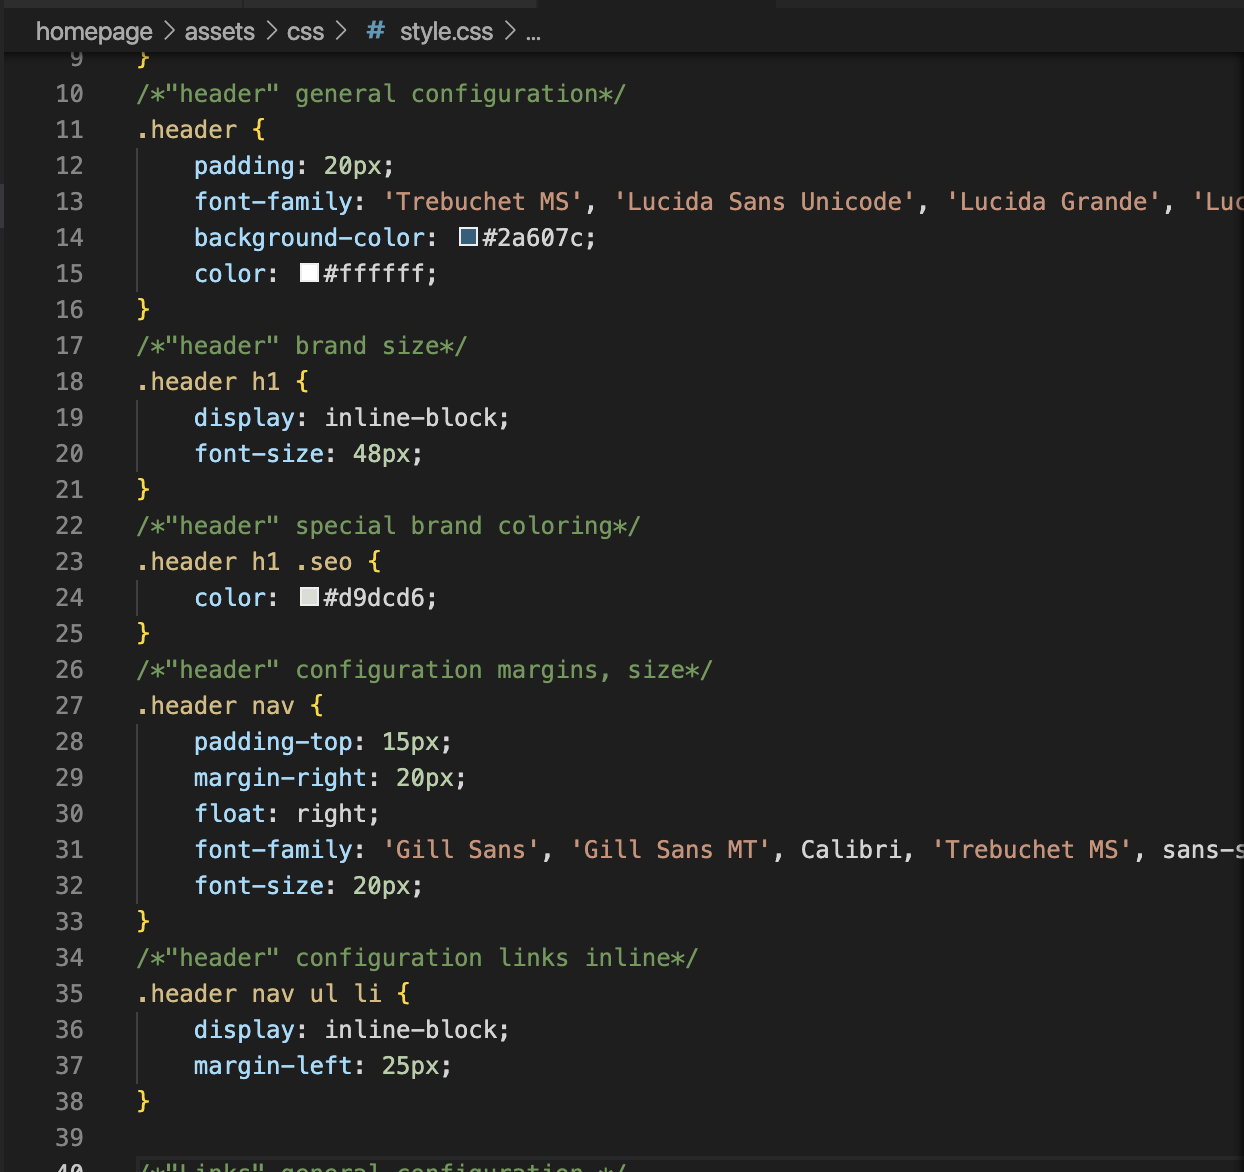 homepage > assets > css > # style.css > ...
9 }
10 /*"header" general configuration*/
11 .header {
12 padding: 20px;
13 font-family: 'Trebuchet MS', 'Lucida Sans Unicode', 'Lucida Grande', 'Luc
14 background-color: #2a607c;
15 color: #ffffff;
16 }
17 /*"header" brand size*/
18 .header h1 {
19 display: inline-block;
20 font-size: 48px;
21 }
22 /*"header" special brand coloring*/
23 .header h1 .seo {
24 color: #d9dcd6;
25 }
26 /*"header" configuration margins, size*/
27 .header nav {
28 padding-top: 15px;
29 margin-right: 20px;
30 float: right;
31 font-family: 'Gill Sans', 'Gill Sans MT', Calibri, 'Trebuchet MS', sans-s
32 font-size: 20px;
33 }
34 /*"header" configuration links inline*/
35 .header nav ul li {
36 display: inline-block;
37 margin-left: 25px;
38 }
39
40 /*"Links" general configuration */